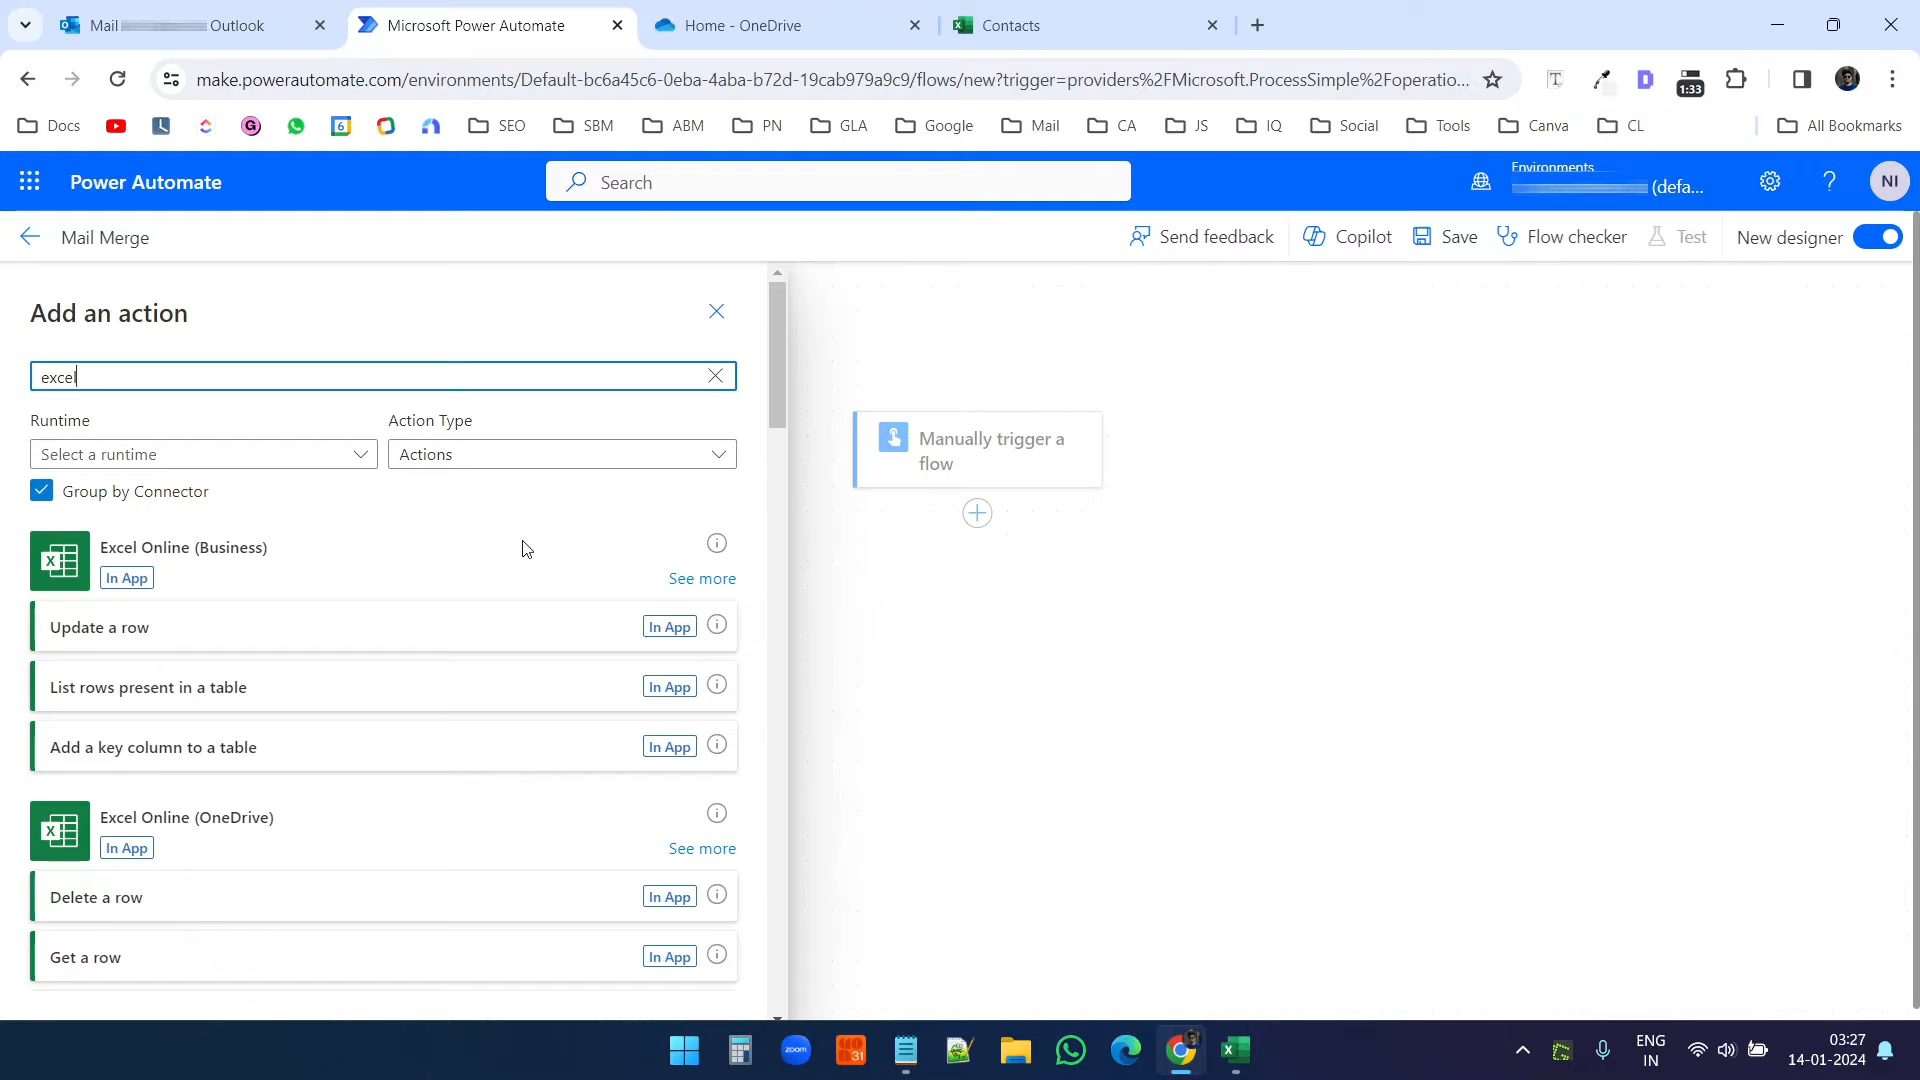 Mail Outlook
Microsoft Power Automate
Home - OneDrive
Contacts
make.powerautomate.com/environments/Default-bc6a45c6-0eba-4aba-b72d-19cab979a9c9/flows/new?trigger=providers%2FMicrosoft.ProcessSimple%2Foperatio...
1:33
Docs
6
G
SEO
SBM
ABM
PN
GLA
Google
Mail
CA
JS
IQ
Social
Tools
Canva
CL
All Bookmarks
Power Automate
Search
Environments
(defa...
NI
Mail Merge
Send feedback
Copilot
Save
Flow checker
Test
New designer
Add an action
excel
Runtime
Action Type
Select a runtime
Actions
Group by Connector
Excel Online (Business)
In App
See more
Update a row
In App
List rows present in a table
In App
Add a key column to a table
In App
Excel Online (OneDrive)
In App
See more
Delete a row
In App
Get a row
In App
Manually trigger a
flow
zoom
31
ENG
IN
03:27
14-01-2024